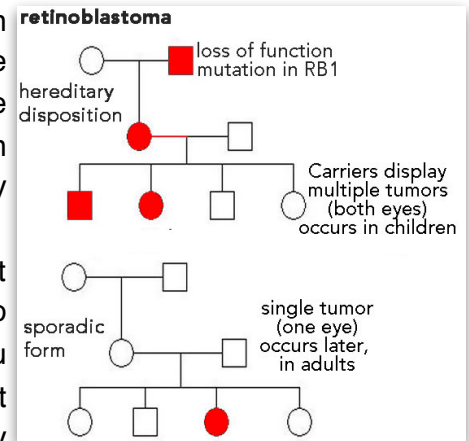 retinoblastoma
loss of function
mutation in RB1
hereditary
disposition
Carriers display
multiple tumors
(both eyes)
occurs in children
sporadic
form
single tumor
(one eye)
occurs later,
in adults